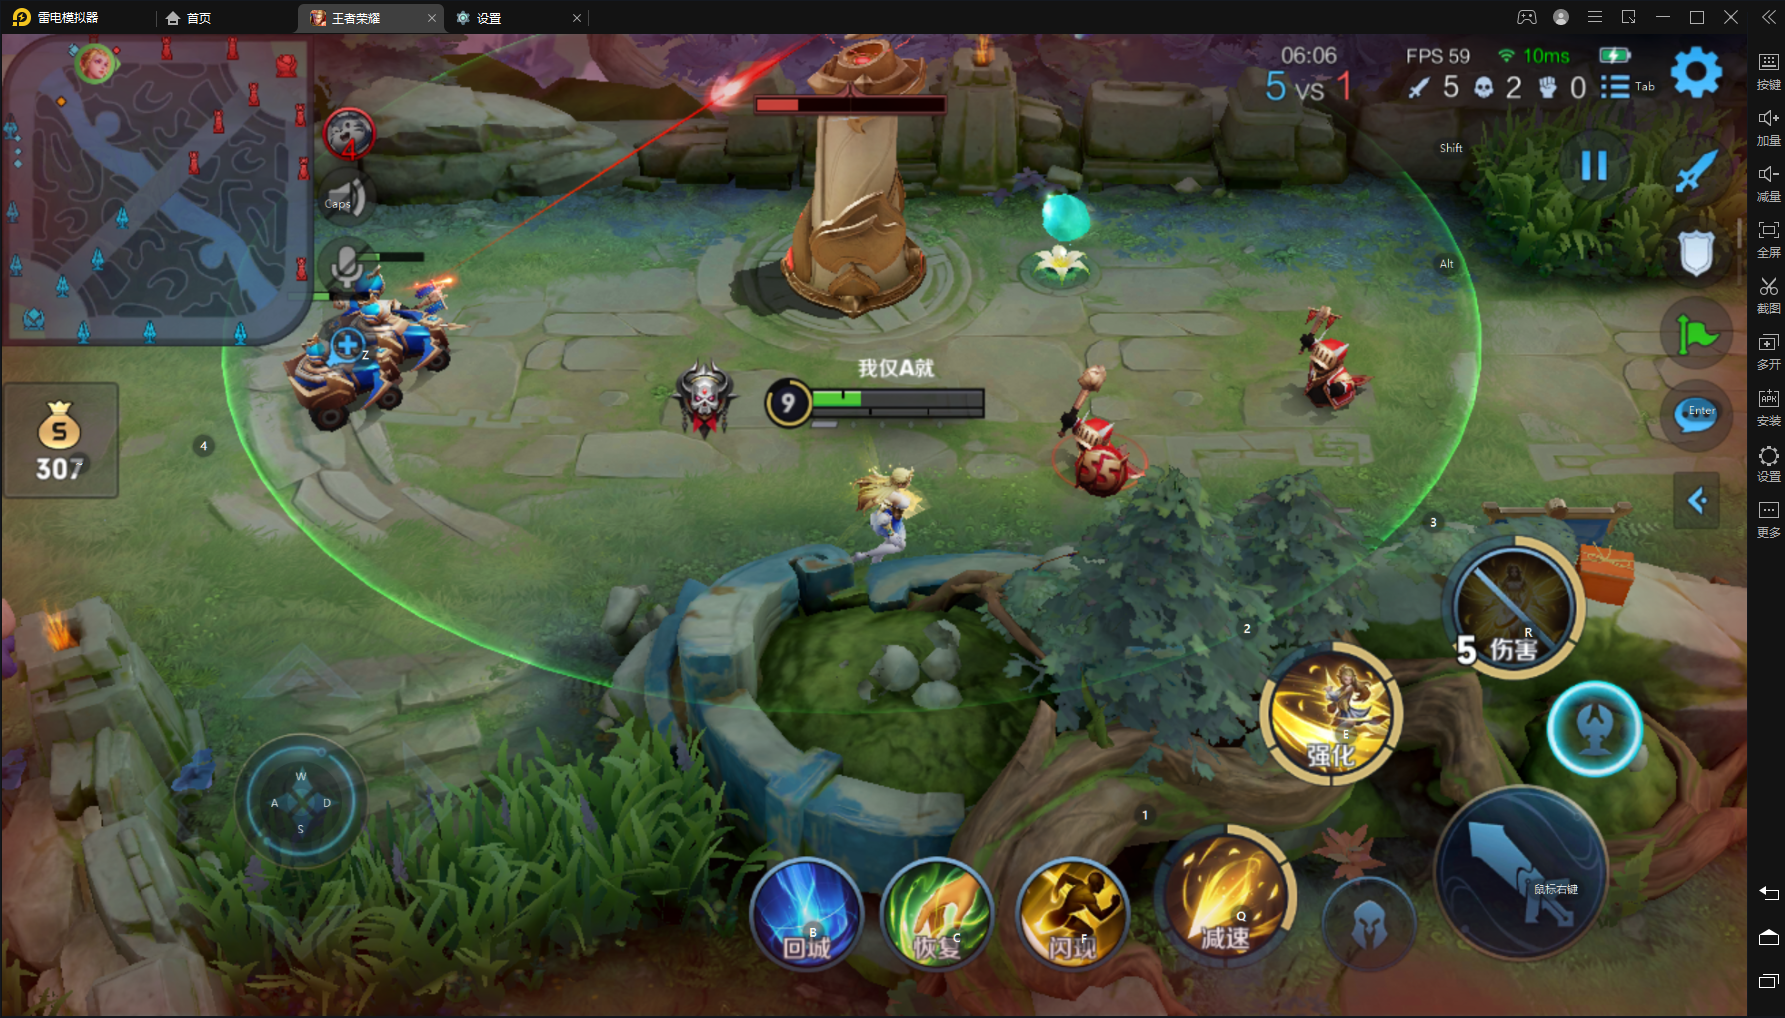 雷电模拟器
首页
王者荣耀
设置
06:06
5 VS 1
FPS 59
10ms
5
2
0
Tab
Shift
按键
加量
减量
全屏
截图
多开
安装
设置
更多
APK
4
Caps
Alt
Z
我仅A就
9
Enter
S
307
~
4
55
3
2
R
5 伤害
E
强化
W
A
D
S
1
鼠标右键
B
回城
C
恢复
F
闪现
Q
减速